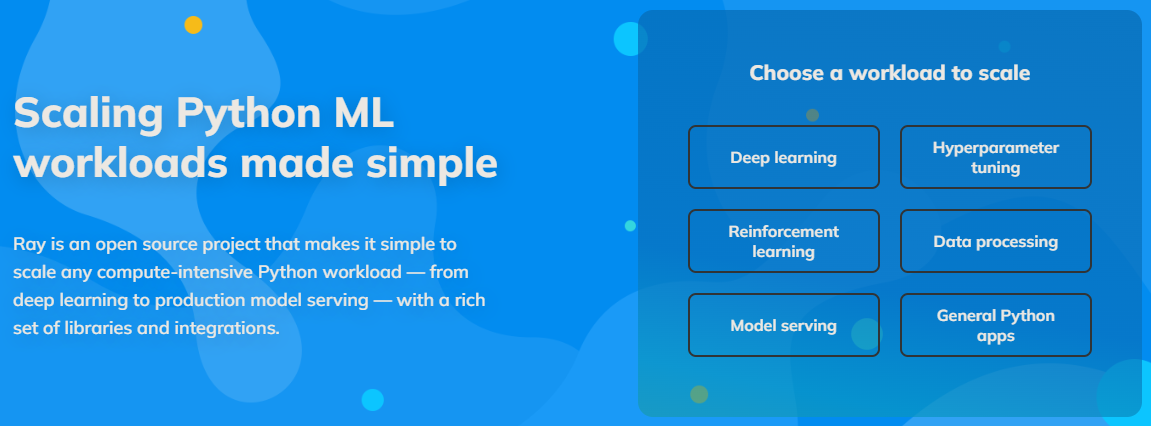 Scaling Python ML
workloads made simple
Ray is an open source project that makes it simple to
scale any compute-intensive Python workload — from
deep learning to production model serving — with a rich
set of libraries and integrations.
Choose a workload to scale
Deep learning
Hyperparameter
tuning
Reinforcement
learning
Data processing
Model serving
General Python
apps